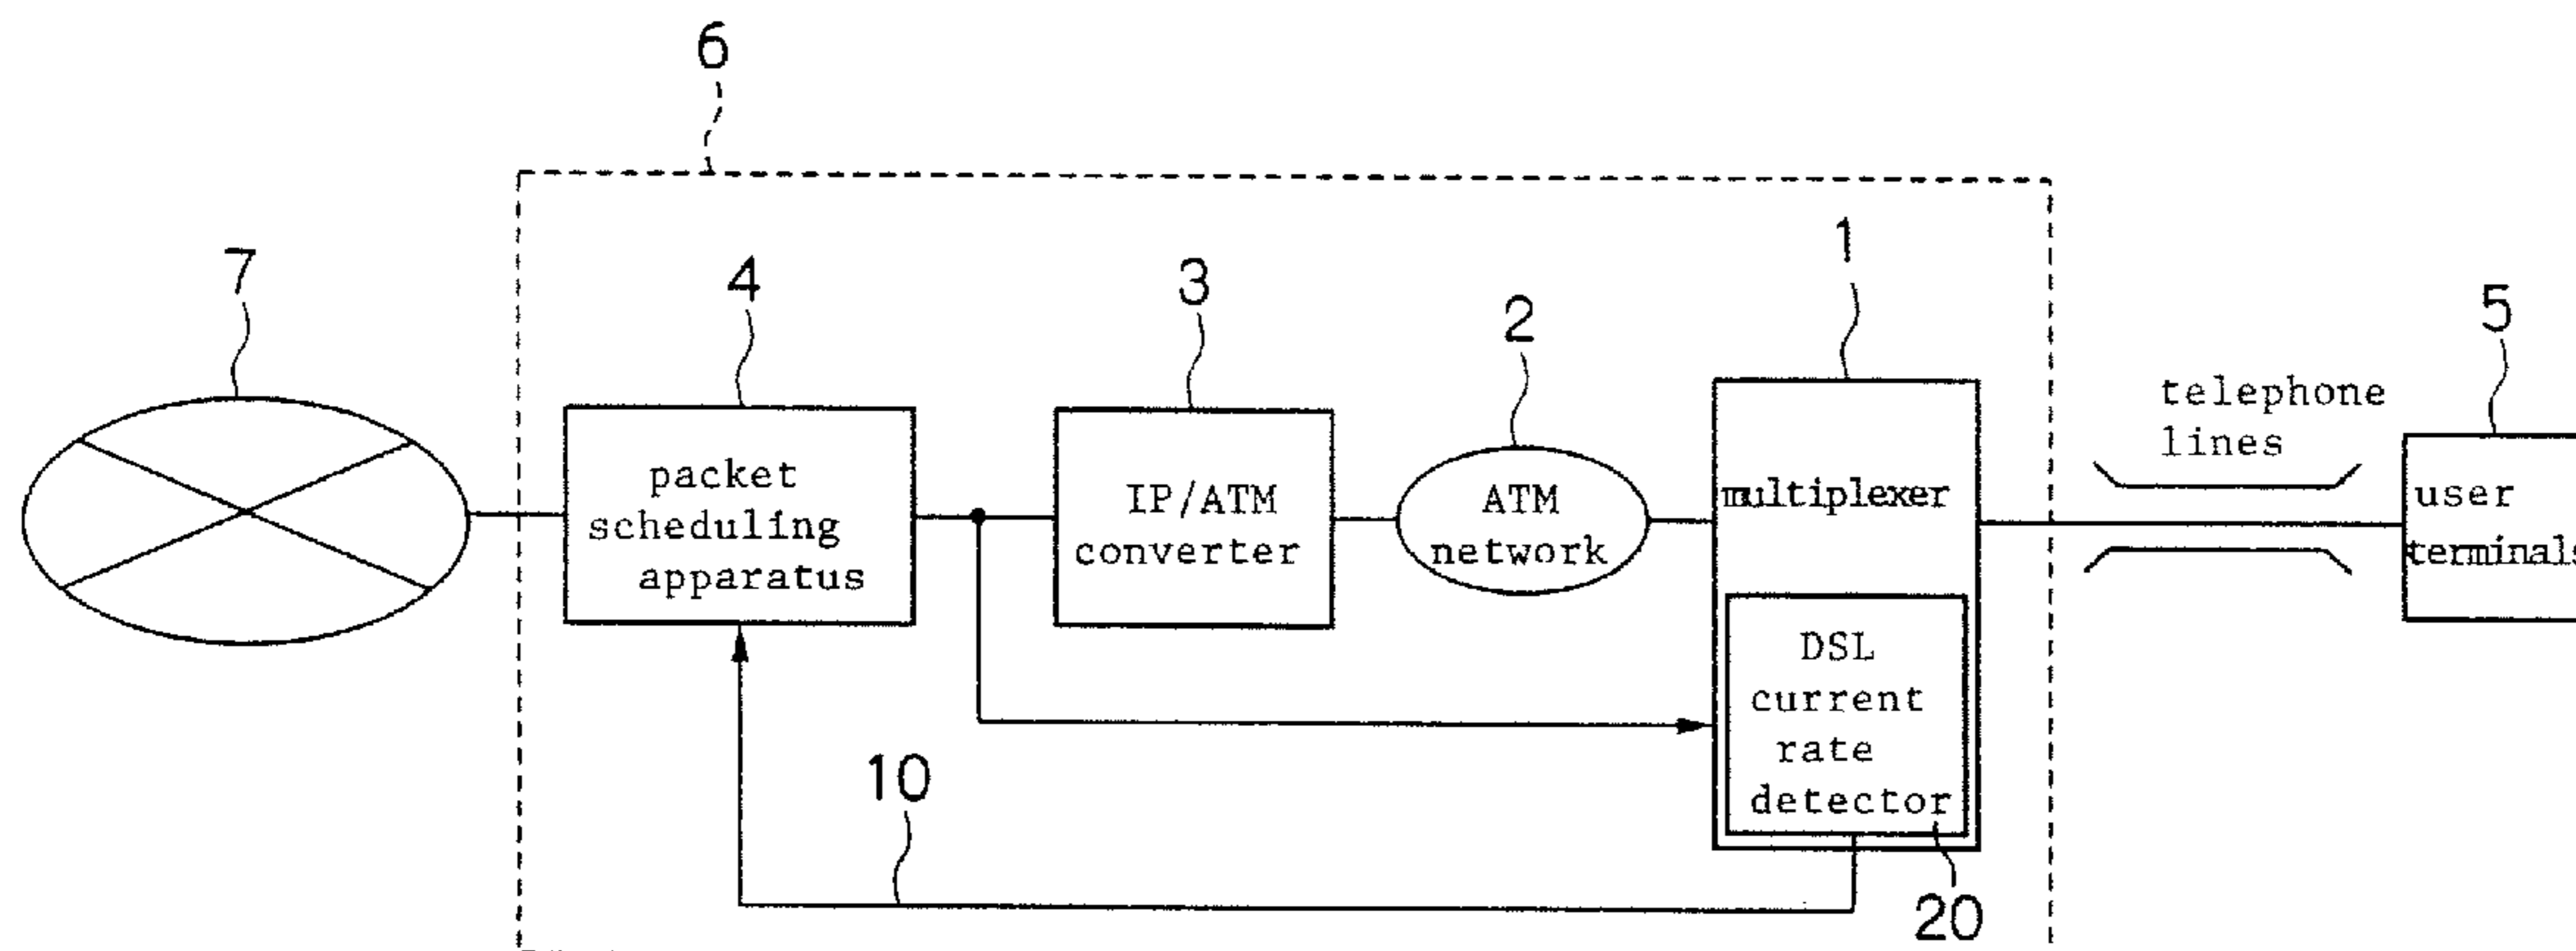 6
7
4
3
2
1
5
telephone
lines
packet
scheduling
apparatus
IP/ATM
converter
ATM
network
multiplexer
user
terminals
DSL
current
rate
detector
10
20